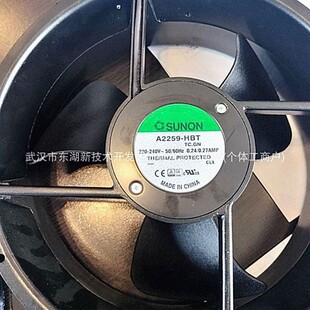 SUNON
A2259-HBT
TC.GN
220-240V~ 50/60Hz 0.24/0.27AMP
THERMAL PROTECTED
武汉市东湖新技术开发
(个体工商户)
MADE IN CHINA